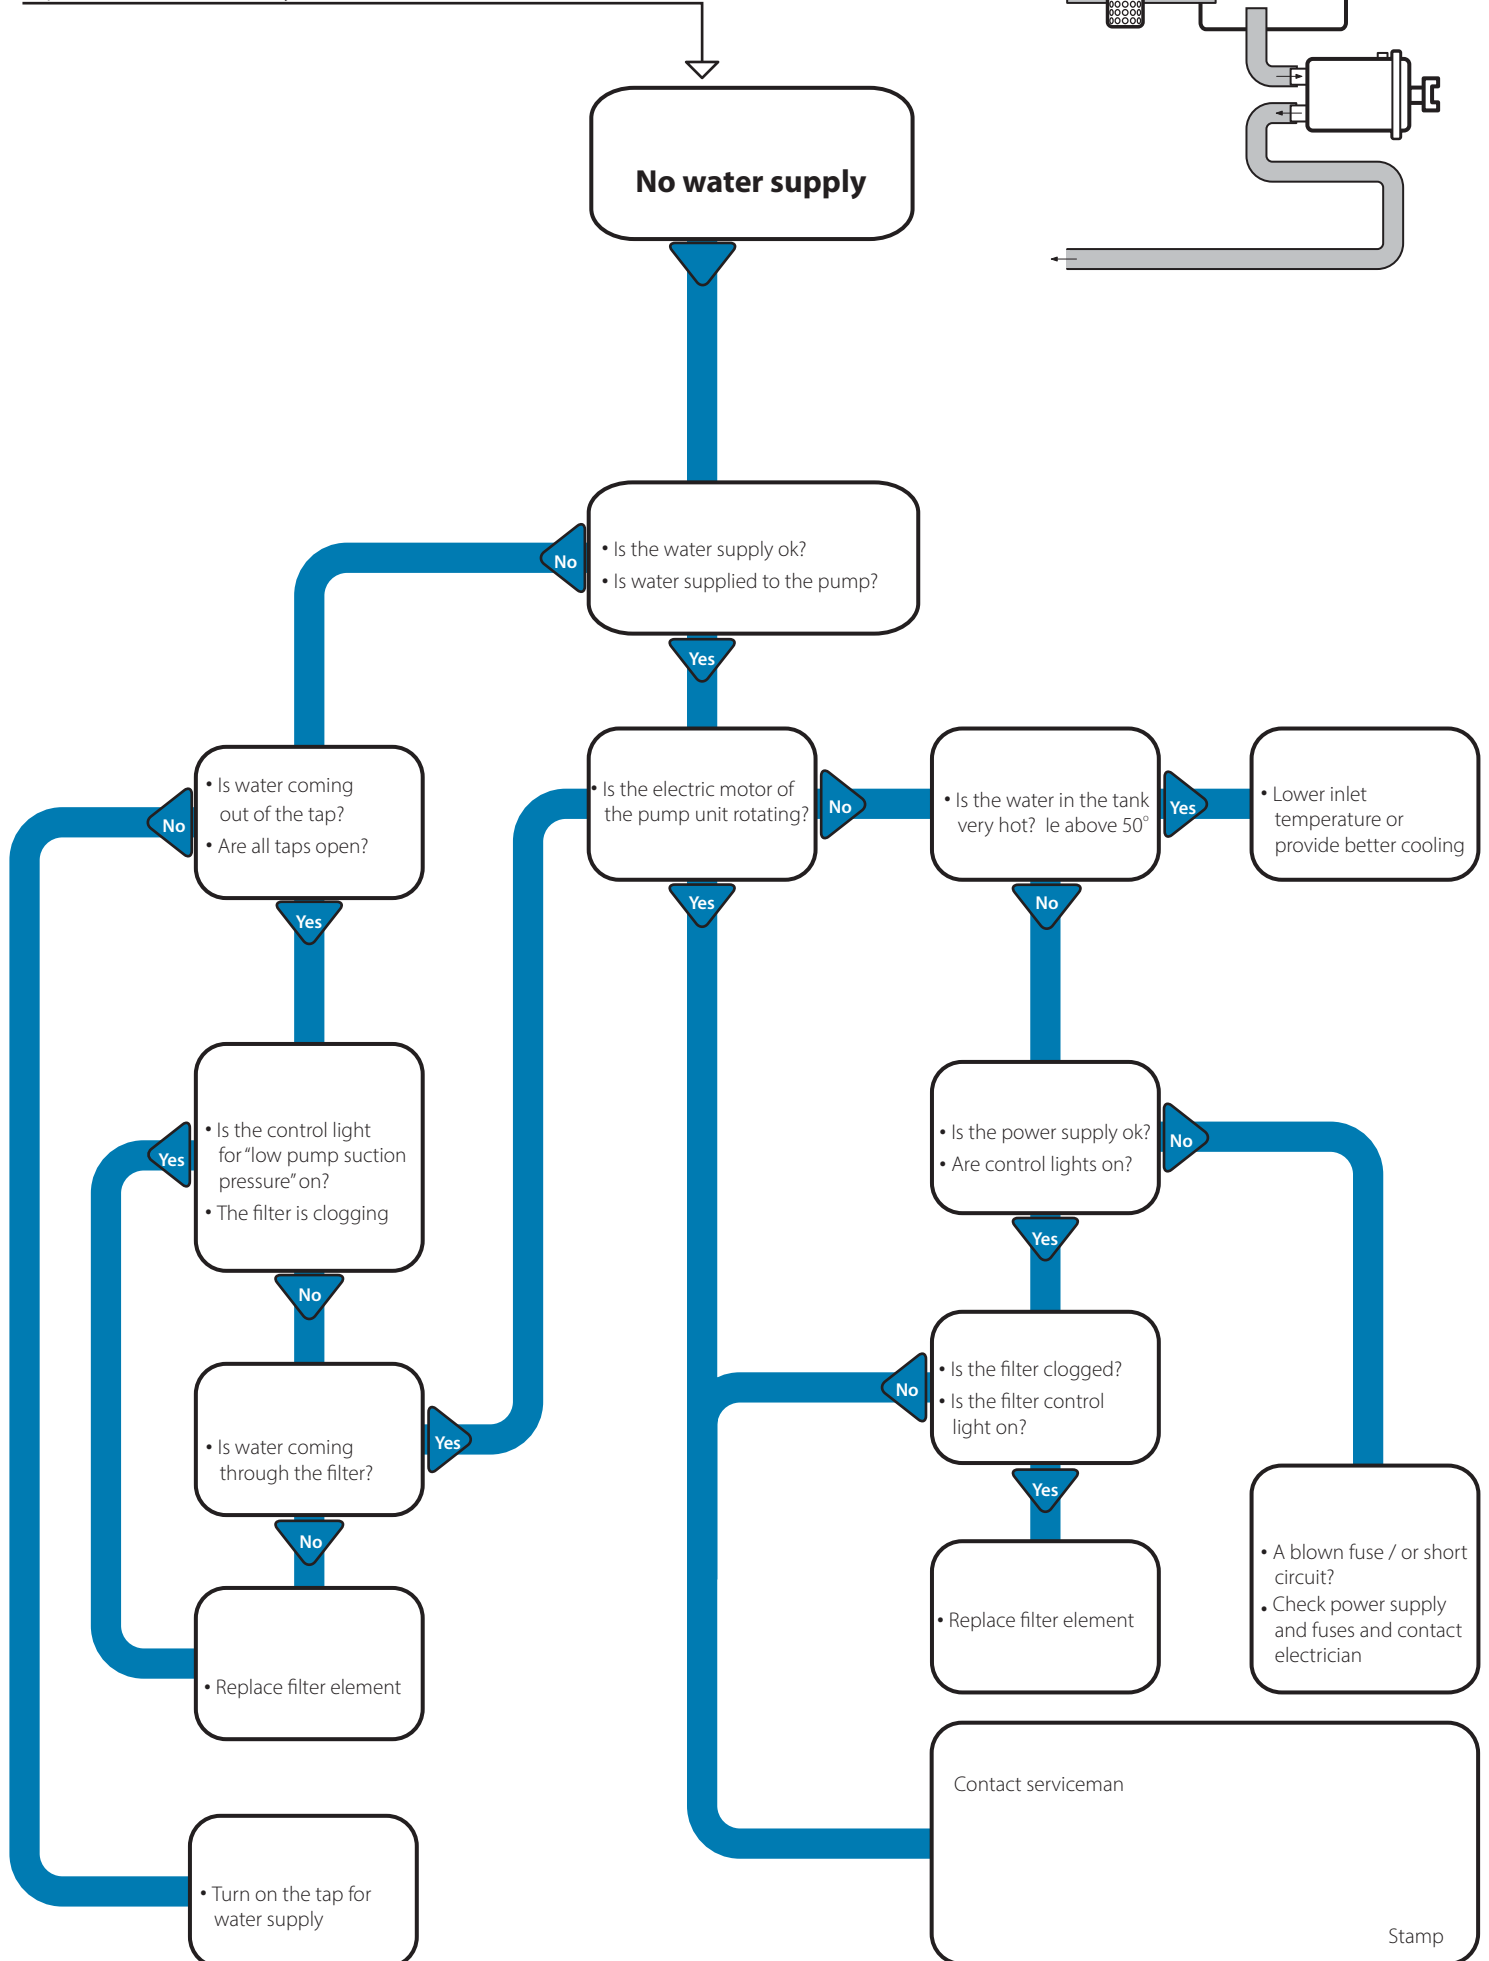 No water supply
No
• Is the water supply ok?
• Is water supplied to the pump?
Yes
No
• Is water coming
out of the tap?
• Are all taps open?
Yes
• Is the electric motor of
the pump unit rotating?
No
Yes
• Is the water in the tank
very hot? Ie above 50°
Yes
No
• Lower inlet
temperature or
provide better cooling
Yes
• Is the control light
for “low pump suction
pressure” on?
• The filter is clogging
No
• Is the power supply ok?
• Are control lights on?
No
Yes
• Is water coming
through the filter?
Yes
No
No
• Is the filter clogged?
• Is the filter control
light on?
Yes
• Replace filter element
• Replace filter element
• A blown fuse / or short
circuit?
• Check power supply
and fuses and contact
electrician
• Turn on the tap for
water supply
Contact serviceman
Stamp